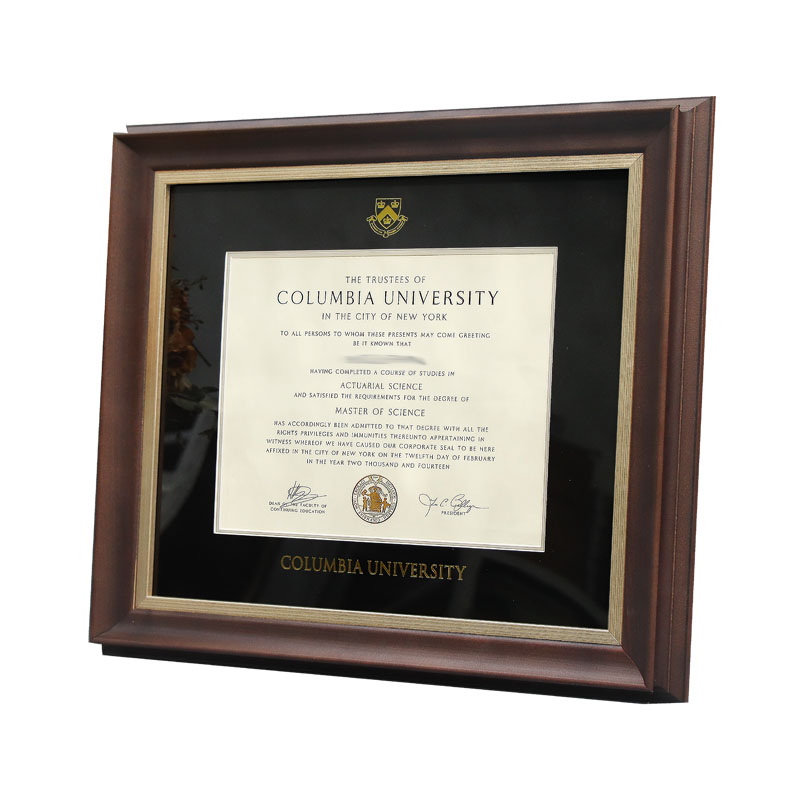 THE TRUSTEES OF
COLUMBIA UNIVERSITY
IN THE CITY OF NEW YORK
TO ALL PERSONS TO WHOM THESE PRESENTS MAY COME GREETING
BE IT KNOWN THAT
HAVING COMPLETED A COURSE OF STUDIES IN
ACTUARIAL SCIENCE
AND SATISFIED THE REQUIREMENTS FOR THE DEGREE OF
MASTER OF SCIENCE
HAS ACCORDINGLY BEEN ADMITTED TO THAT DEGREE WITH ALL THE
RIGHTS PRIVILEGES AND IMMUNITIES THEREUNTO APPERTAINING IN
WITNESS WHEREOF WE HAVE CAUSED OUR CORPORATE SEAL TO BE HERE
AFFIXED IN THE CITY OF NEW YORK ON THE TWELFTH DAY OF FEBRUARY
IN THE YEAR TWO THOUSAND AND FOURTEEN
DEAN OF THE FACULTY OF
CONTINUING EDUCATION
PRESIDENT
COLUMBIA UNIVERSITY